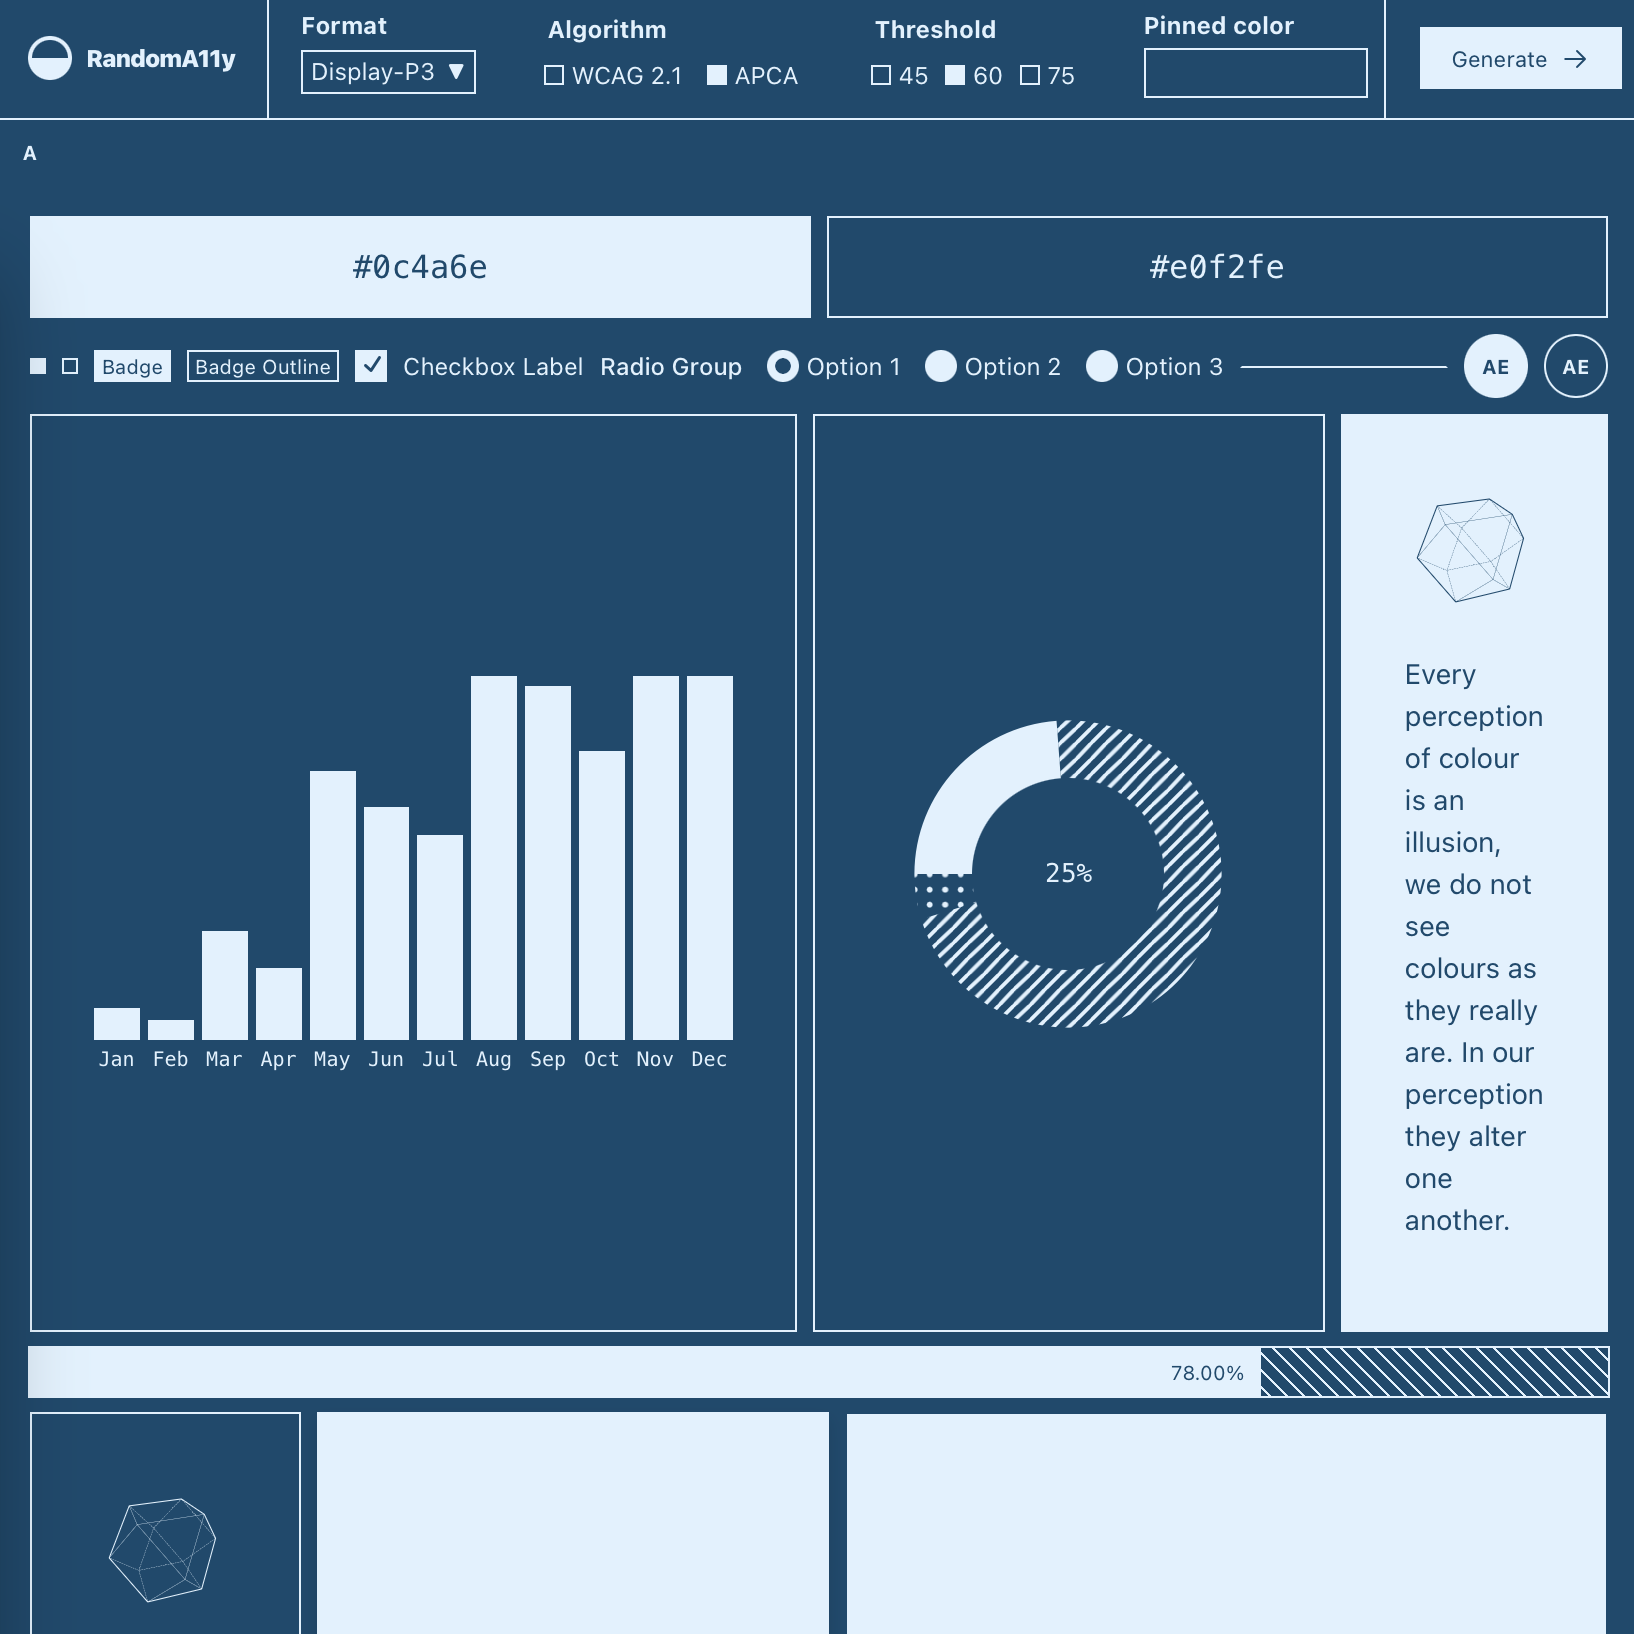 RandomA11y
Format
Display-P3 ▼
Algorithm
WCAG 2.1 APCA
Threshold
45 60 75
Pinned color
Generate →
A
#0c4a6e
#e0f2fe
Badge
Badge Outline
Checkbox Label
Radio Group
Option 1
Option 2
Option 3
AE
AE
Jan Feb Mar Apr May Jun Jul Aug Sep Oct Nov Dec
25%
Every
perception
of colour
is an
illusion,
we do not
see
colours as
they really
are. In our
perception
they alter
one
another.
78.00%